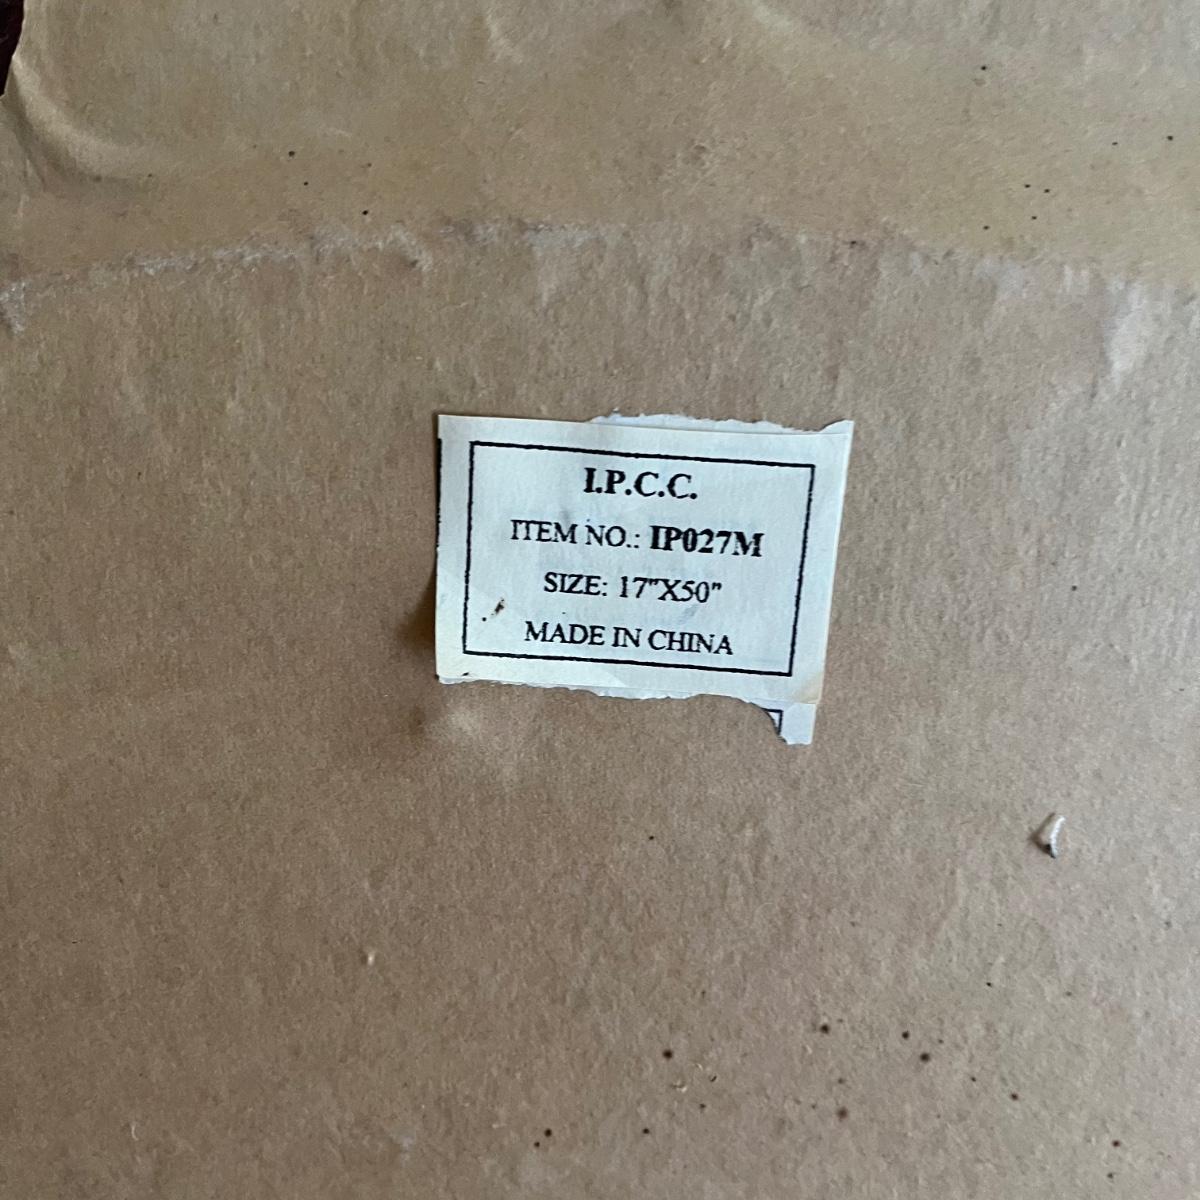 I.P.C.C.
ITEM NO.: IP027M
SIZE: 17"X50"
MADE IN CHINA